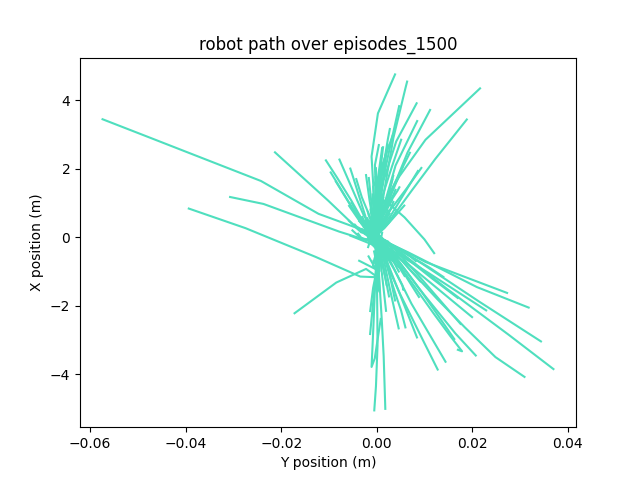 robot path over episodes_1500
4
2
0
−2
−4
X position (m)
−0.06 −0.04 −0.02 0.00 0.02 0.04
Y position (m)